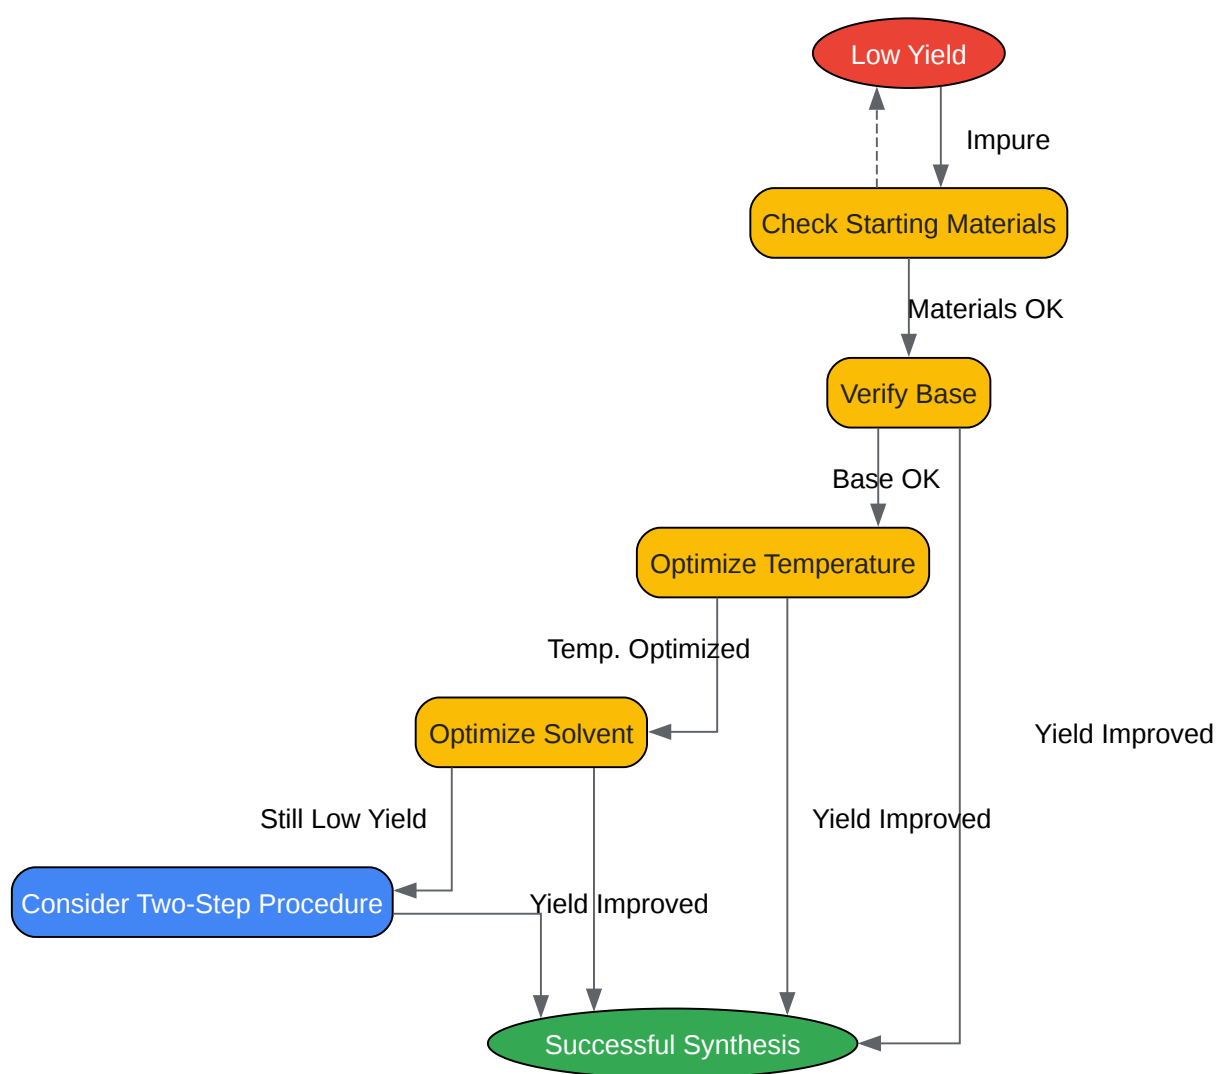 Low Yield
Impure
Check Starting Materials
Materials OK
Verify Base
Base OK
Optimize Temperature
Temp. Optimized
Optimize Solvent
Yield Improved
Still Low Yield
Yield Improved
Consider Two-Step Procedure
Yield Improved
Successful Synthesis